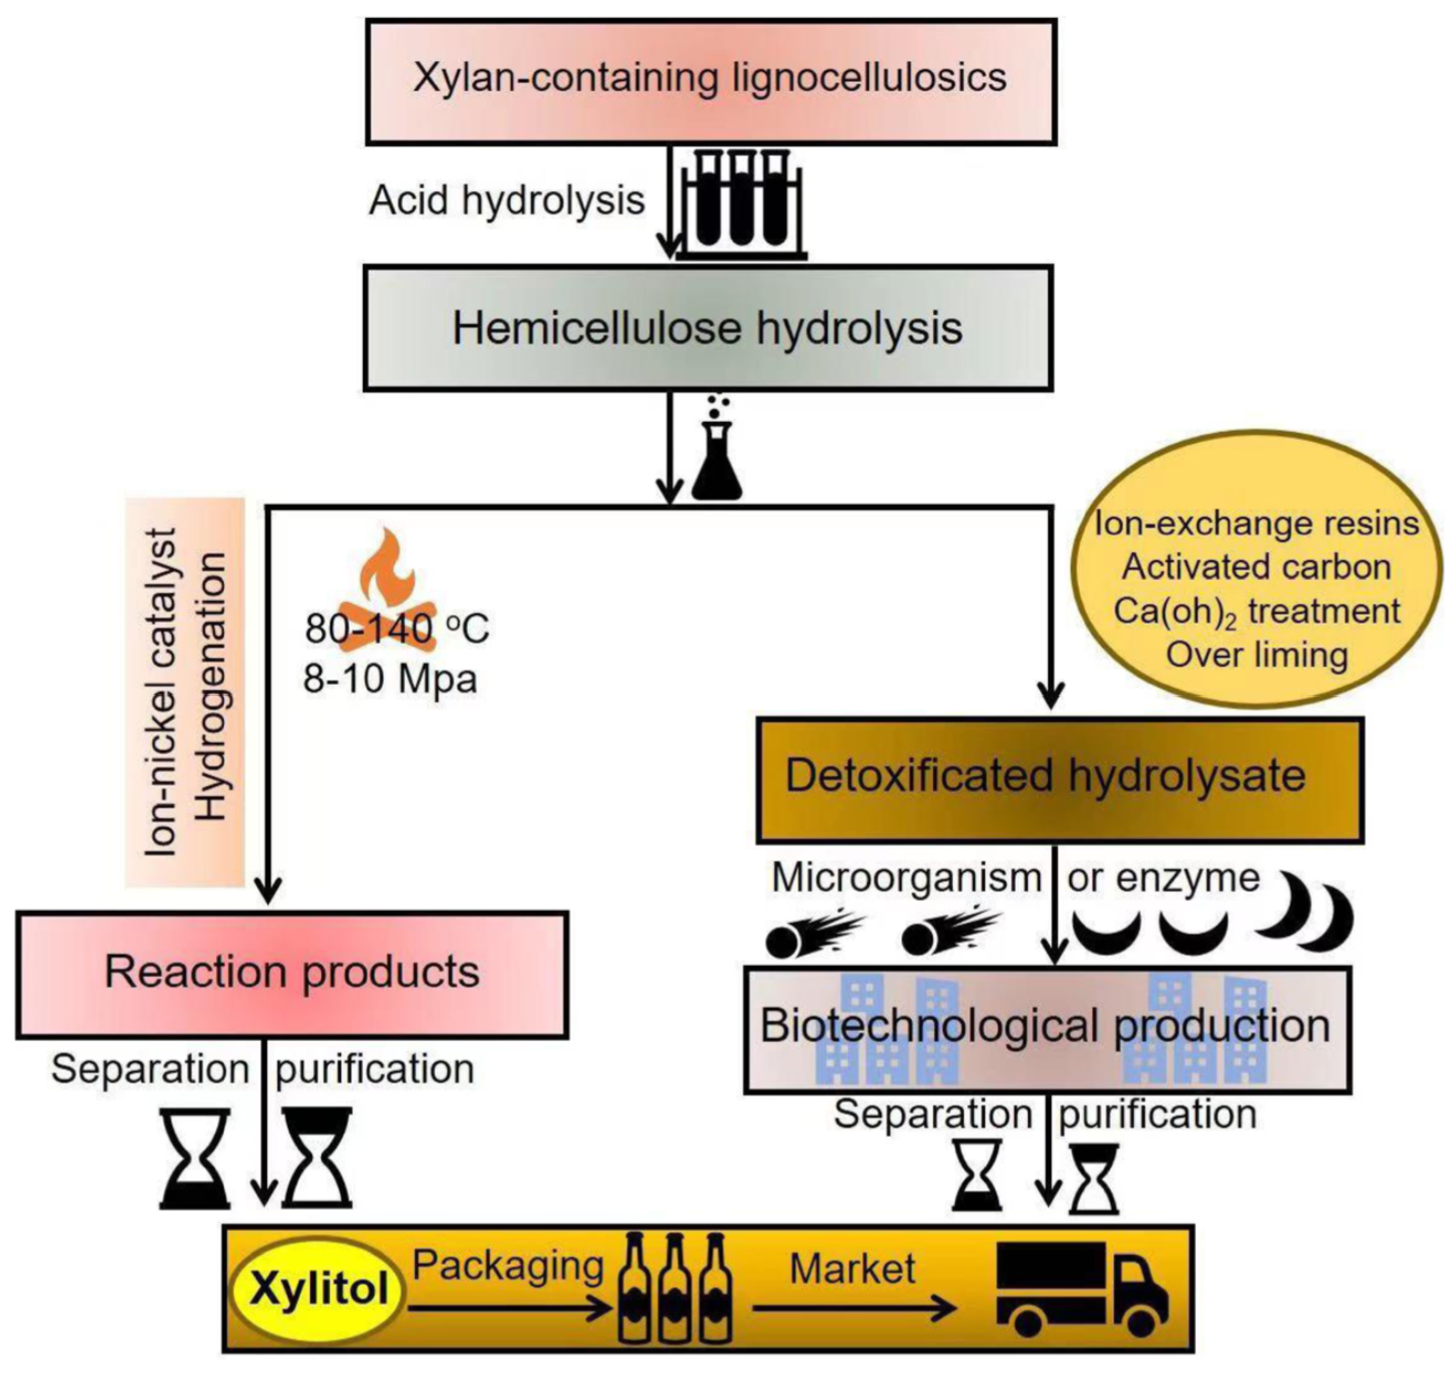 Xylan-containing lignocellulosics
Acid hydrolysis
Hemicellulose hydrolysis
Ion-nickel catalyst
Hydrogenation
80-140 ºC
8-10 Mpa
Ion-exchange resins
Activated carbon
Ca(oh)₂ treatment
Over liming
Detoxificated hydrolysate
Microorganism or enzyme
Reaction products
Biotechnological production
Separation purification
Separation purification
Xylitol
Packaging
Market